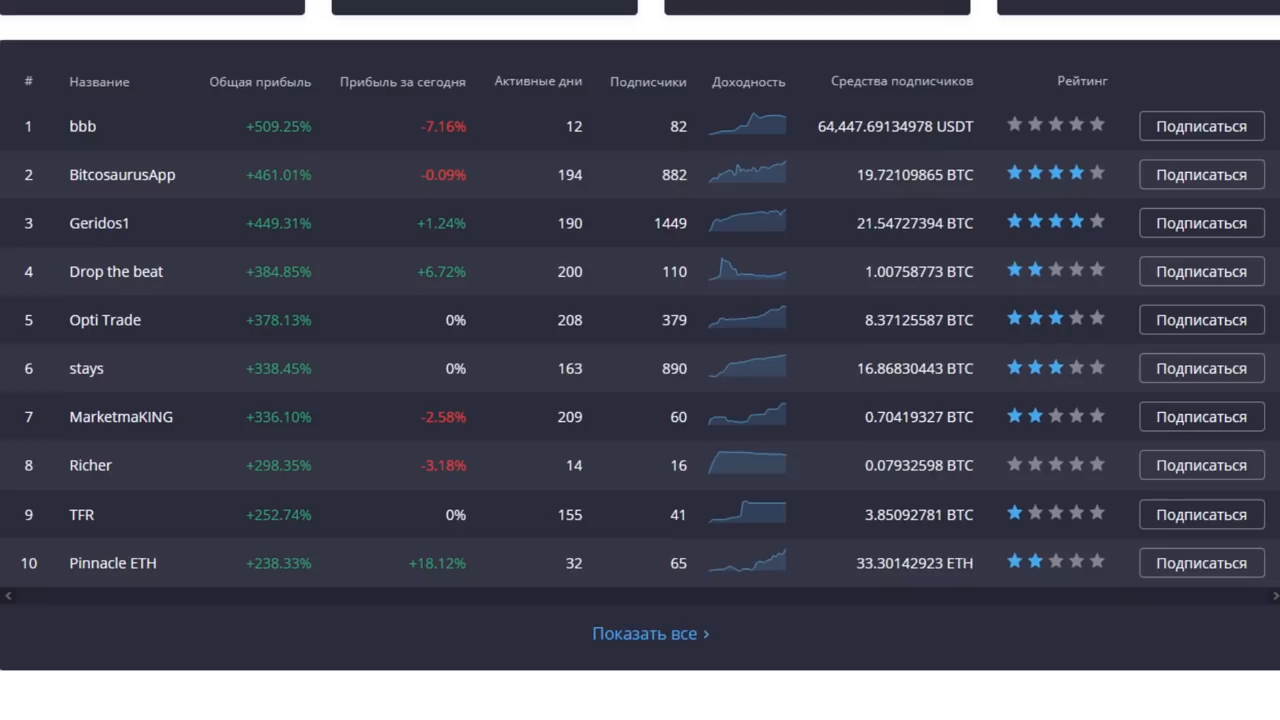 # Название Общая прибыль Прибыль за сегодня Активные дни Подписчики Доходность Средства подписчиков Рейтинг
1 bbb +509.25% -7.16% 12 82 64,447.69134978 USDT Подписаться
2 BitcosaurusApp +461.01% -0.09% 194 882 19.72109865 BTC Подписаться
3 Geridos1 +449.31% +1.24% 190 1449 21.54727394 BTC Подписаться
4 Drop the beat +384.85% +6.72% 200 110 1.00758773 BTC Подписаться
5 Opti Trade +378.13% 0% 208 379 8.37125587 BTC Подписаться
6 stays +338.45% 0% 163 890 16.86830443 BTC Подписаться
7 MarketmaKING +336.10% -2.58% 209 60 0.70419327 BTC Подписаться
8 Richer +298.35% -3.18% 14 16 0.07932598 BTC Подписаться
9 TFR +252.74% 0% 155 41 3.85092781 BTC Подписаться
10 Pinnacle ETH +238.33% +18.12% 32 65 33.30142923 ETH Подписаться
Показать все ›